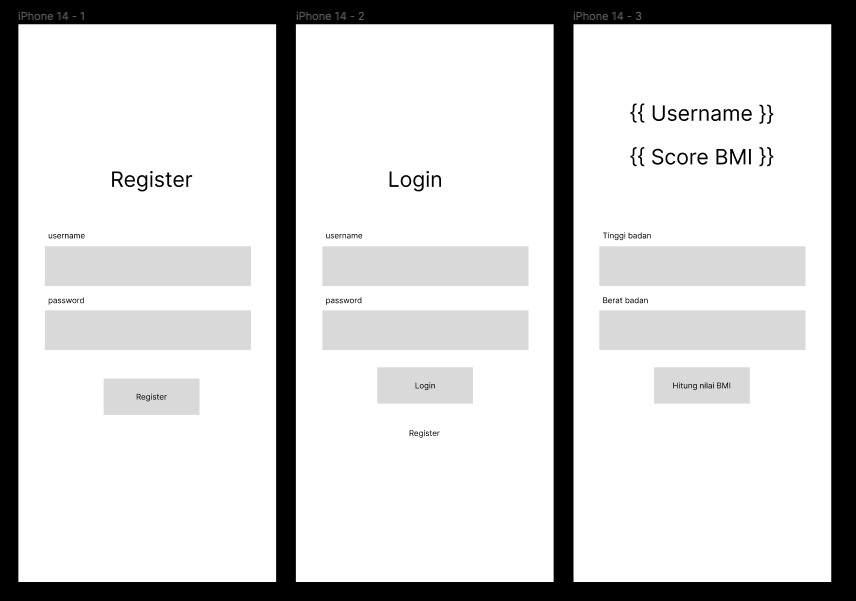 iPhone 14 - 1
Register
username
password
Register
iPhone 14 - 2
Login
username
password
Login
Register
iPhone 14 - 3
{{ Username }}
{{ Score BMI }}
Tinggi badan
Berat badan
Hitung nilai BMI